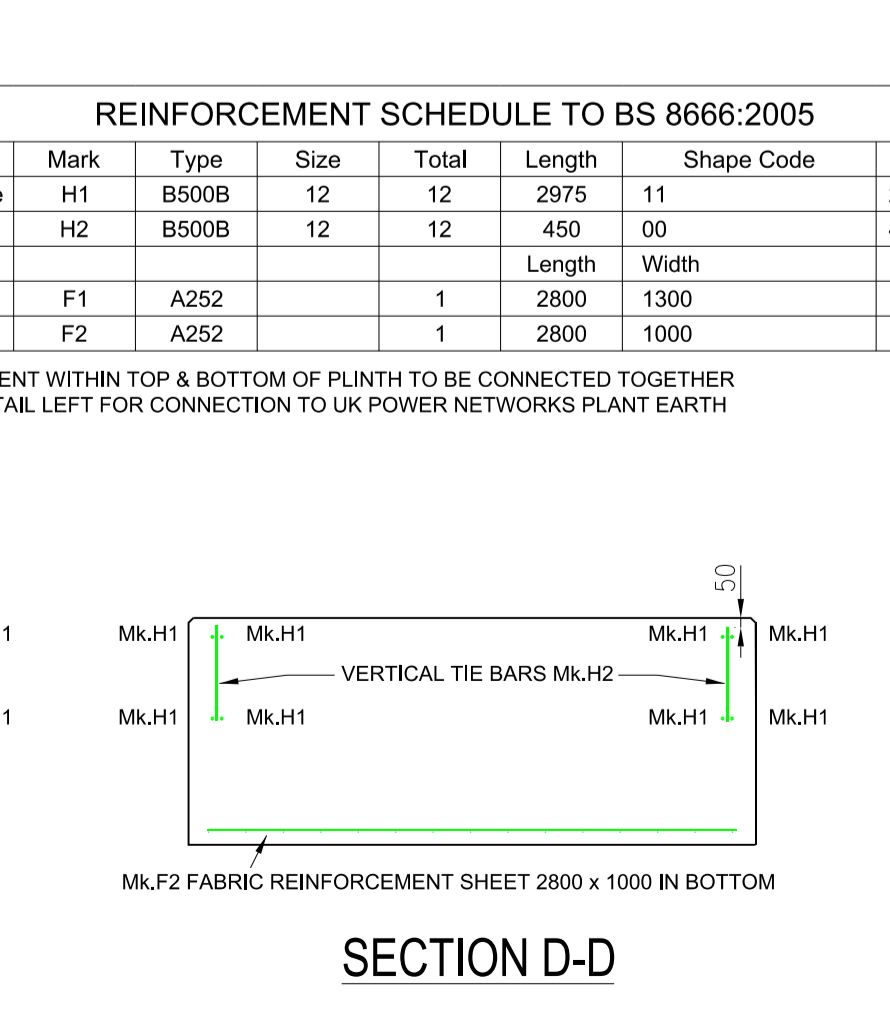 REINFORCEMENT SCHEDULE TO BS 8666:2005
Mark Type Size Total Length Shape Code
H1 B500B 12 12 2975 11
H2 B500B 12 12 450 00
Length Width
F1 A252 1 2800 1300
F2 A252 1 2800 1000
WITHIN TOP & BOTTOM OF PLINTH TO BE CONNECTED TOGETHER
LEFT FOR CONNECTION TO UK POWER NETWORKS PLANT EARTH
50
Mk.H1 Mk.H1 Mk.H1 Mk.H1
VERTICAL TIE BARS Mk.H2
Mk.H1 Mk.H1 Mk.H1 Mk.H1
Mk.F2 FABRIC REINFORCEMENT SHEET 2800 x 1000 IN BOTTOM
SECTION D-D